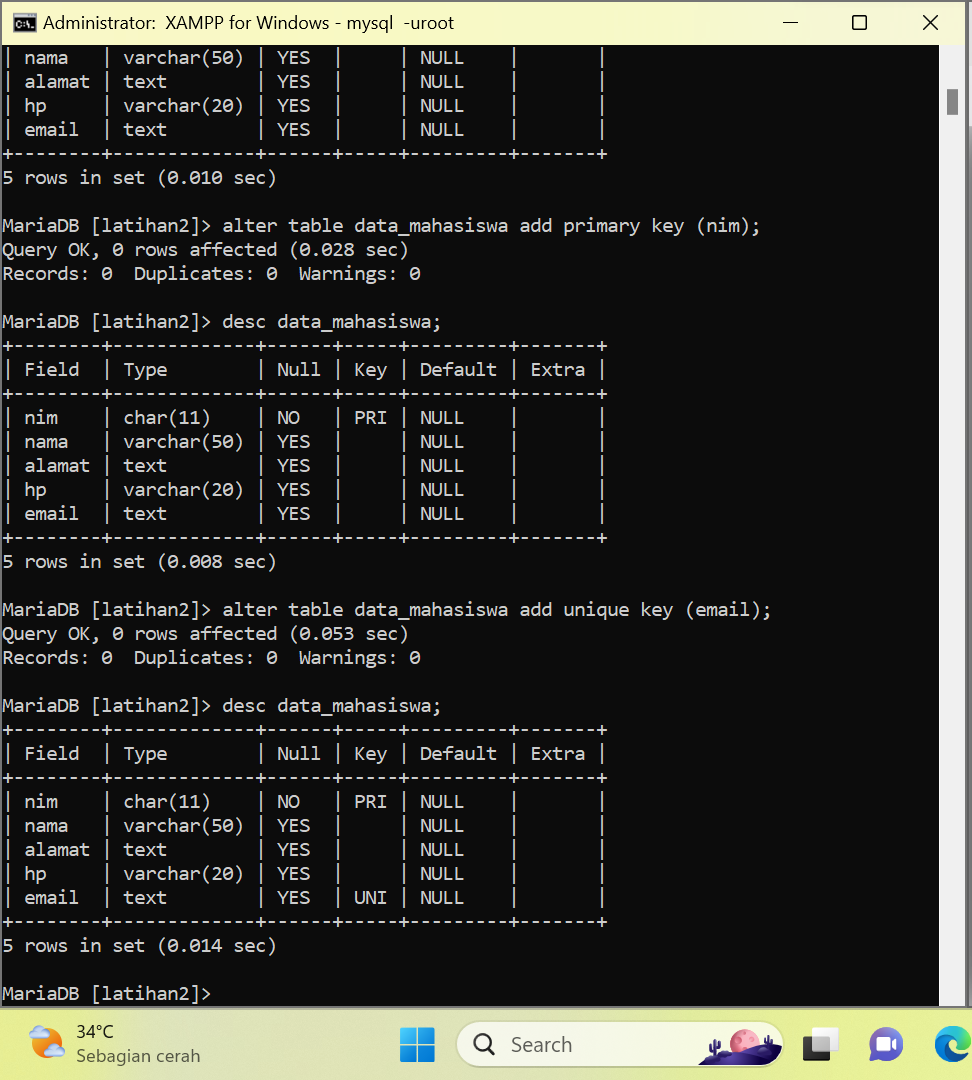 Administrator:  XAMPP for Windows - mysql  -uroot
| nama   | varchar(50) | YES  |     | NULL    |       |
| alamat | text        | YES  |     | NULL    |       |
| hp     | varchar(20) | YES  |     | NULL    |       |
| email  | text        | YES  |     | NULL    |       |
+--------+-------------+------+-----+---------+-------+
5 rows in set (0.010 sec)
MariaDB [latihan2]> alter table data_mahasiswa add primary key (nim);
Query OK, 0 rows affected (0.028 sec)
Records: 0  Duplicates: 0  Warnings: 0
MariaDB [latihan2]> desc data_mahasiswa;
+--------+-------------+------+-----+---------+-------+
| Field  | Type        | Null | Key | Default | Extra |
+--------+-------------+------+-----+---------+-------+
| nim    | char(11)    | NO   | PRI | NULL    |       |
| nama   | varchar(50) | YES  |     | NULL    |       |
| alamat | text        | YES  |     | NULL    |       |
| hp     | varchar(20) | YES  |     | NULL    |       |
| email  | text        | YES  |     | NULL    |       |
+--------+-------------+------+-----+---------+-------+
5 rows in set (0.008 sec)
MariaDB [latihan2]> alter table data_mahasiswa add unique key (email);
Query OK, 0 rows affected (0.053 sec)
Records: 0  Duplicates: 0  Warnings: 0
MariaDB [latihan2]> desc data_mahasiswa;
+--------+-------------+------+-----+---------+-------+
| Field  | Type        | Null | Key | Default | Extra |
+--------+-------------+------+-----+---------+-------+
| nim    | char(11)    | NO   | PRI | NULL    |       |
| nama   | varchar(50) | YES  |     | NULL    |       |
| alamat | text        | YES  |     | NULL    |       |
| hp     | varchar(20) | YES  |     | NULL    |       |
| email  | text        | YES  | UNI | NULL    |       |
+--------+-------------+------+-----+---------+-------+
5 rows in set (0.014 sec)
MariaDB [latihan2]>
34°C
Sebagian cerah
Search